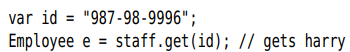 var id = "987-98-9996";
Employee e = staff.get(id); // gets harry